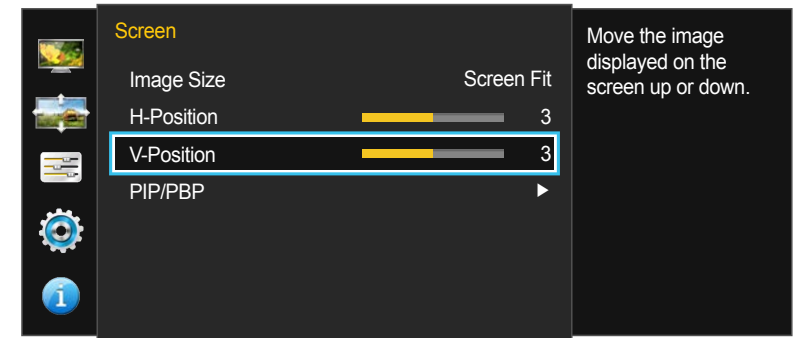 Screen
Image Size Screen Fit
H-Position 3
V-Position 3
PIP/PBP
Move the image
displayed on the
screen up or down.